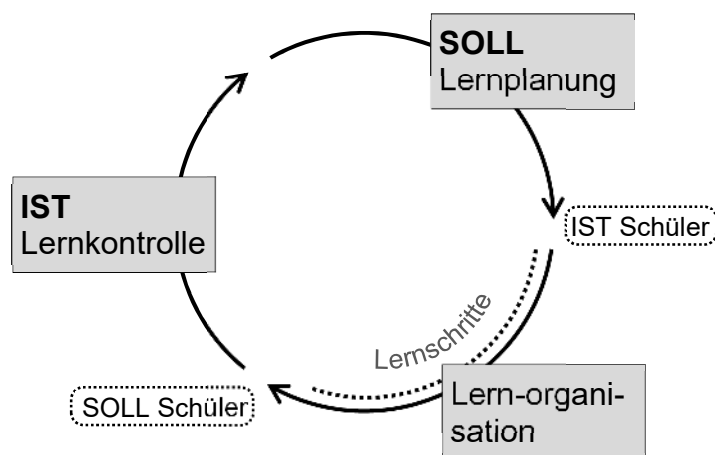 SOLL
Lernplanung
IST
Lernkontrolle
IST Schüler
Lernschritte
SOLL Schüler
Lern-organi-
sation